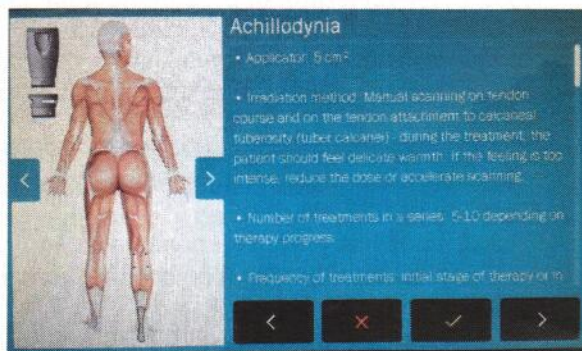 Achillodynia
• Applicator: 5 cm²
• Irradiation method: Manual scanning on tendon
course and on the tendon attachment to calcaneal
tuberosity (tuber calcanei) - during the treatment, the
patient should feel delicate warmth. If the feeling is too
intense, reduce the dose or accelerate scanning.
• Number of treatments in a series: 5-10 depending on
therapy progress.
• Frequency of treatments: initial stage of therapy or in